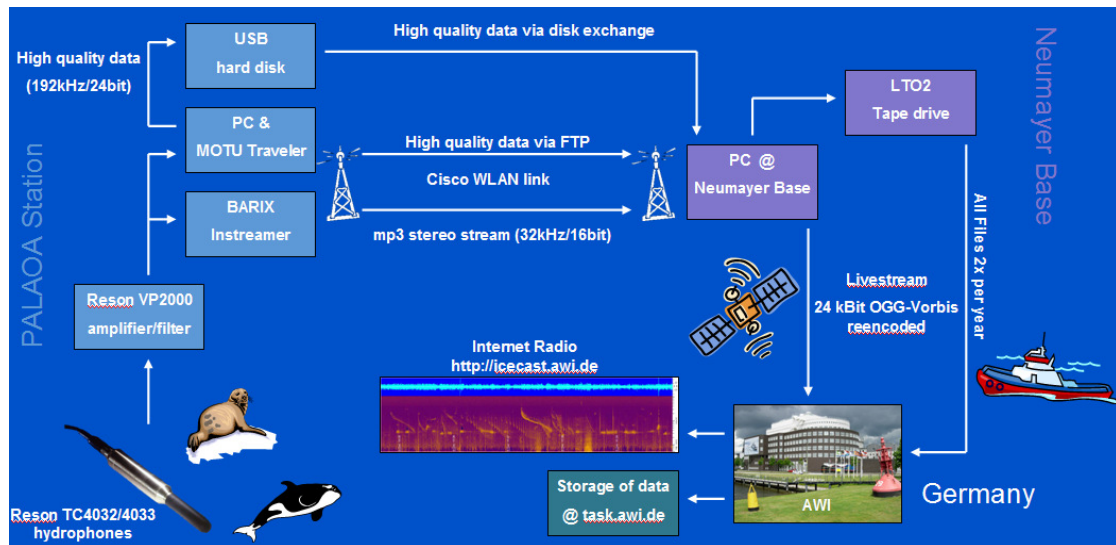 High quality data
(192kHz/24bit)
USB
hard disk
High quality data via disk exchange
PC &
MOTU Traveler
BARIX
Instreamer
High quality data via FTP
Cisco WLAN link
mp3 stereo stream (32kHz/16bit)
PC @
Neumayer Base
LTO2
Tape drive
Neumayer Base
PALAOA Station
Reson VP2000
amplifier/filter
All Files 2x per year
Livestream
24 kBit OGG-Vorbis
reencoded
Internet Radio
http://icecast.awi.de
Reson TC4032/4033
hydrophones
Storage of data
@ task.awi.de
AWI
Germany